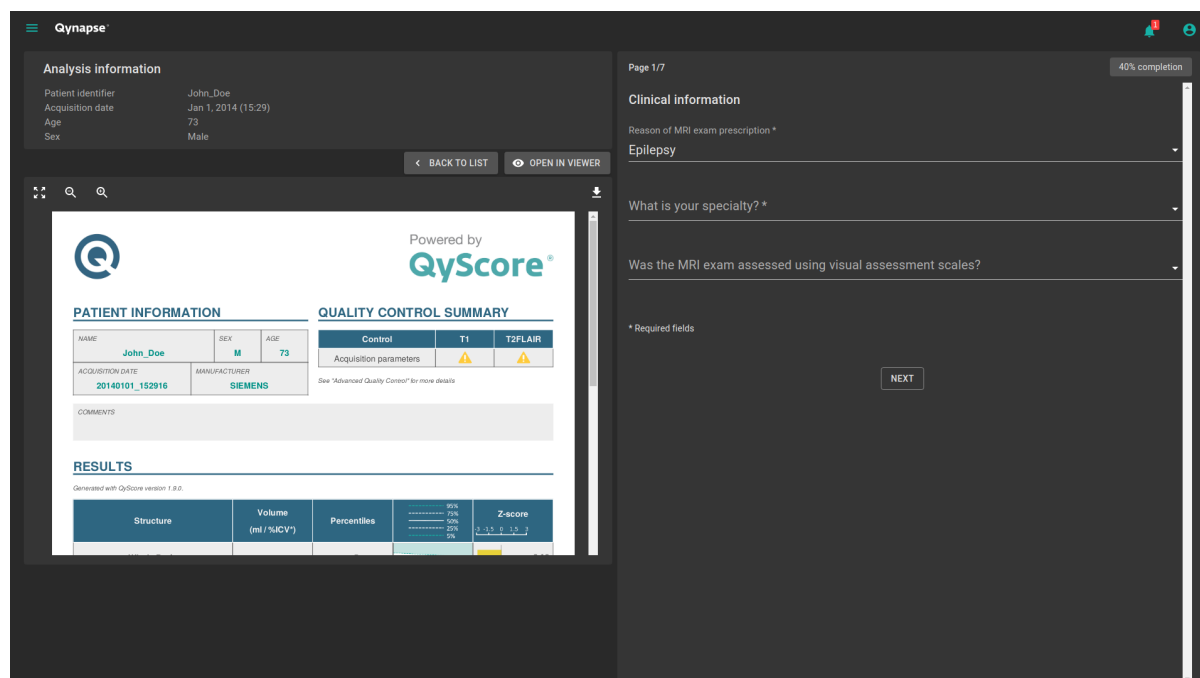 Qynapse
1
Analysis information
Patient identifier John_Doe
Acquisition date Jan 1, 2014 (15:29)
Age 73
Sex Male
BACK TO LIST OPEN IN VIEWER
Powered by
QyScore®
PATIENT INFORMATION
NAME SEX AGE
John_Doe M 73
ACQUISITION DATE MANUFACTURER
20140101_152916 SIEMENS
QUALITY CONTROL SUMMARY
Control T1 T2FLAIR
Acquisition parameters
See "Advanced Quality Control" for more details
COMMENTS
RESULTS
Generated with QyScore version 1.9.0.
Structure
Volume
(ml / %ICV*)
Percentiles
95%
75%
50%
25%
5%
Z-score
-3 -1.5 0 1.5 3
Page 1/7
40% completion
Clinical information
Reason of MRI exam prescription *
Epilepsy
What is your specialty? *
Was the MRI exam assessed using visual assessment scales?
* Required fields
NEXT